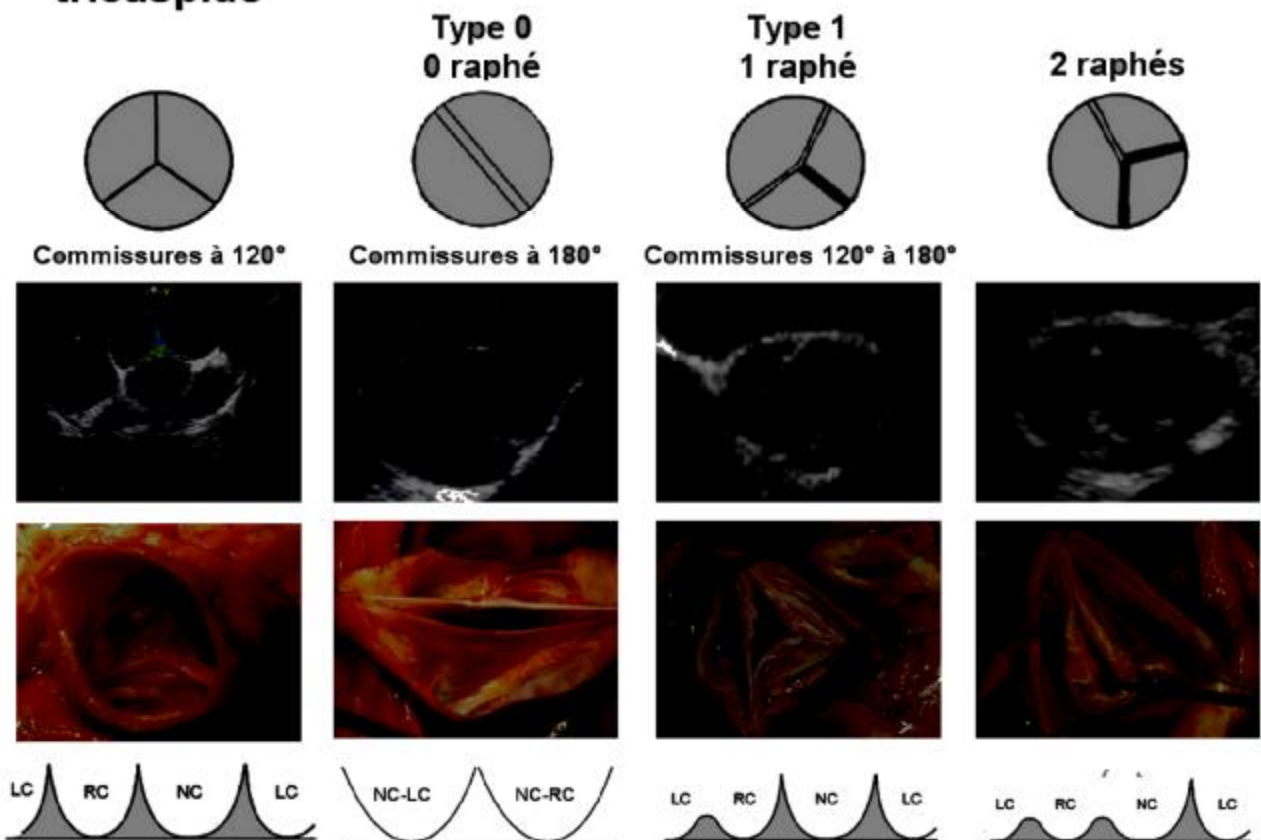 Type 0
0 raphé
Type 1
1 raphé
2 raphés
Commissures à 120°
Commissures à 180°
Commissures 120° à 180°
LC RC NC LC
NC-LC NC-RC
LC RC NC LC
LC RC NC LC